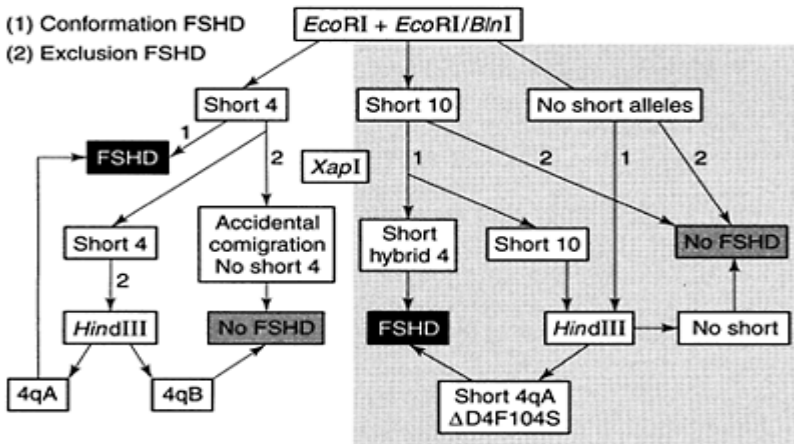 (1) Conformation FSHD
(2) Exclusion FSHD
EcoRI + EcoRI/BlnI
Short 4
Short 10
No short alleles
1
2
1
2
1
2
FSHD
XapI
Short 4
Accidental
comigration
No short 4
Short
hybrid 4
Short 10
No FSHD
2
HindIII
No FSHD
FSHD
HindIII
No short
4qA
4qB
Short 4qA
ΔD4F104S